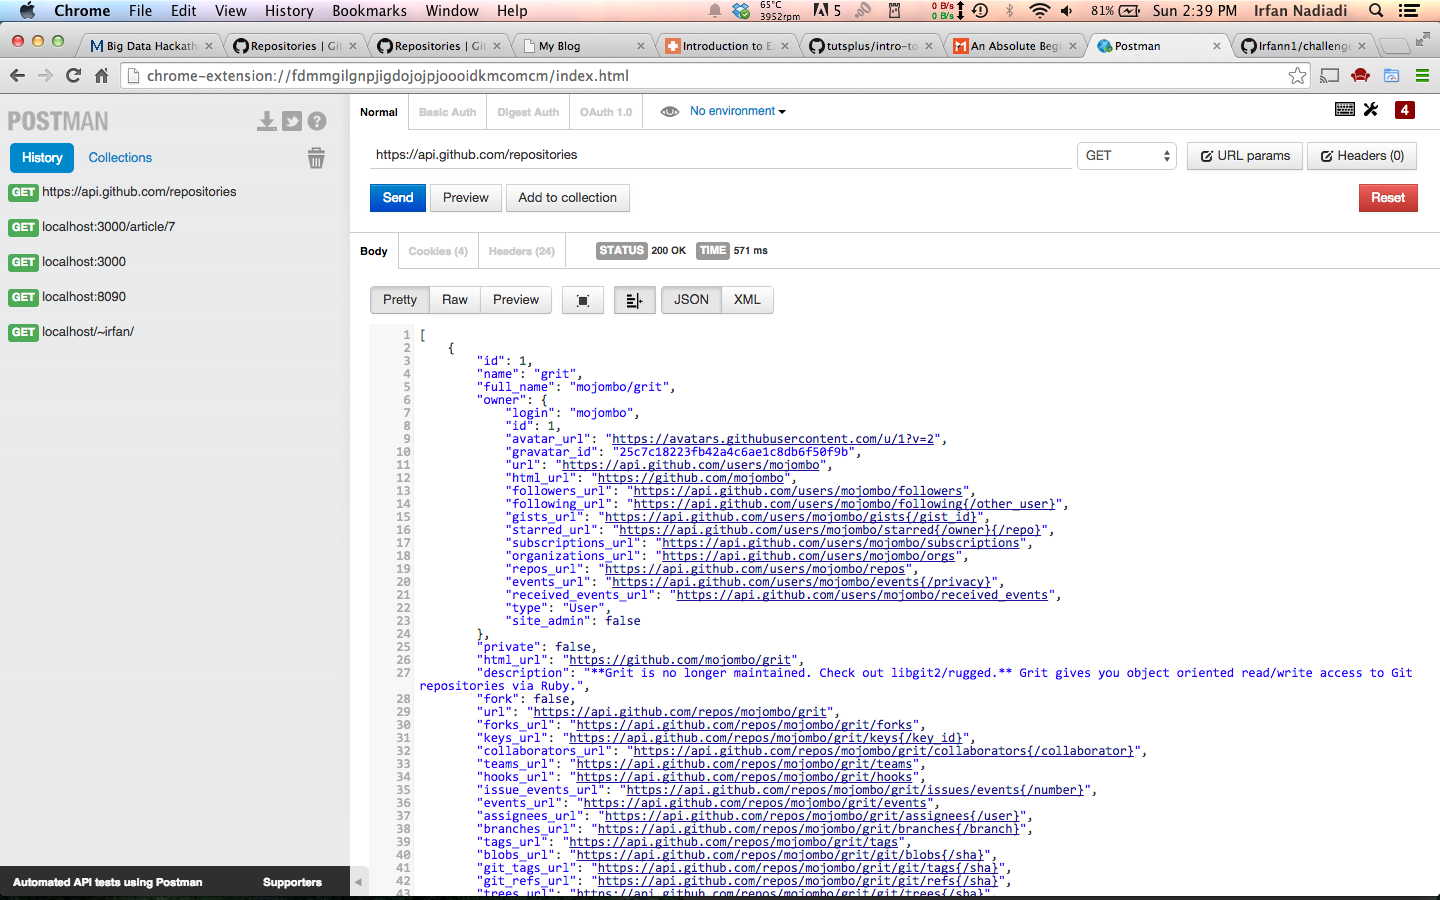 Chrome File Edit View History Bookmarks Window Help 65°C 3952rpm 5 0 B/s 0 B/s 81% Sun 2:39 PM Irfan Nadiadi
Big Data Hackath Repositories | Git Repositories | Git My Blog Introduction to E tutsplus/intro-to An Absolute Begi Postman Irfann1/challenge
chrome-extension://fdmmgilgnpjigdojojpjoooidkmcomcm/index.html
POSTMAN
History Collections
GET https://api.github.com/repositories
GET localhost:3000/article/7
GET localhost:3000
GET localhost:8090
GET localhost/~irfan/
Automated API tests using Postman Supporters
Normal Basic Auth Digest Auth OAuth 1.0 No environment 4
https://api.github.com/repositories GET URL params Headers (0)
Send Preview Add to collection Reset
Body Cookies (4) Headers (24) STATUS 200 OK TIME 571 ms
Pretty Raw Preview JSON XML
1 [
2 {
3 "id": 1,
4 "name": "grit",
5 "full_name": "mojombo/grit",
6 "owner": {
7 "login": "mojombo",
8 "id": 1,
9 "avatar_url": "https://avatars.githubusercontent.com/u/1?v=2",
10 "gravatar_id": "25c7c18223fb42a4c6ae1c8db6f50f9b",
11 "url": "https://api.github.com/users/mojombo",
12 "html_url": "https://github.com/mojombo",
13 "followers_url": "https://api.github.com/users/mojombo/followers",
14 "following_url": "https://api.github.com/users/mojombo/following{/other_user}",
15 "gists_url": "https://api.github.com/users/mojombo/gists{/gist_id}",
16 "starred_url": "https://api.github.com/users/mojombo/starred{/owner}{/repo}",
17 "subscriptions_url": "https://api.github.com/users/mojombo/subscriptions",
18 "organizations_url": "https://api.github.com/users/mojombo/orgs",
19 "repos_url": "https://api.github.com/users/mojombo/repos",
20 "events_url": "https://api.github.com/users/mojombo/events{/privacy}",
21 "received_events_url": "https://api.github.com/users/mojombo/received_events",
22 "type": "User",
23 "site_admin": false
24 },
25 "private": false,
26 "html_url": "https://github.com/mojombo/grit",
27 "description": "**Grit is no longer maintained. Check out libgit2/rugged.** Grit gives you object oriented read/write access to Git
repositories via Ruby.",
28 "fork": false,
29 "url": "https://api.github.com/repos/mojombo/grit",
30 "forks_url": "https://api.github.com/repos/mojombo/grit/forks",
31 "keys_url": "https://api.github.com/repos/mojombo/grit/keys{/key_id}",
32 "collaborators_url": "https://api.github.com/repos/mojombo/grit/collaborators{/collaborator}",
33 "teams_url": "https://api.github.com/repos/mojombo/grit/teams",
34 "hooks_url": "https://api.github.com/repos/mojombo/grit/hooks",
35 "issue_events_url": "https://api.github.com/repos/mojombo/grit/issues/events{/number}",
36 "events_url": "https://api.github.com/repos/mojombo/grit/events",
37 "assignees_url": "https://api.github.com/repos/mojombo/grit/assignees{/user}",
38 "branches_url": "https://api.github.com/repos/mojombo/grit/branches{/branch}",
39 "tags_url": "https://api.github.com/repos/mojombo/grit/tags",
40 "blobs_url": "https://api.github.com/repos/mojombo/grit/git/blobs{/sha}",
41 "git_tags_url": "https://api.github.com/repos/mojombo/grit/git/tags{/sha}",
42 "git_refs_url": "https://api.github.com/repos/mojombo/grit/git/refs{/sha}",
43 "trees_url": "https://api.github.com/repos/mojombo/grit/git/trees{/sha}",